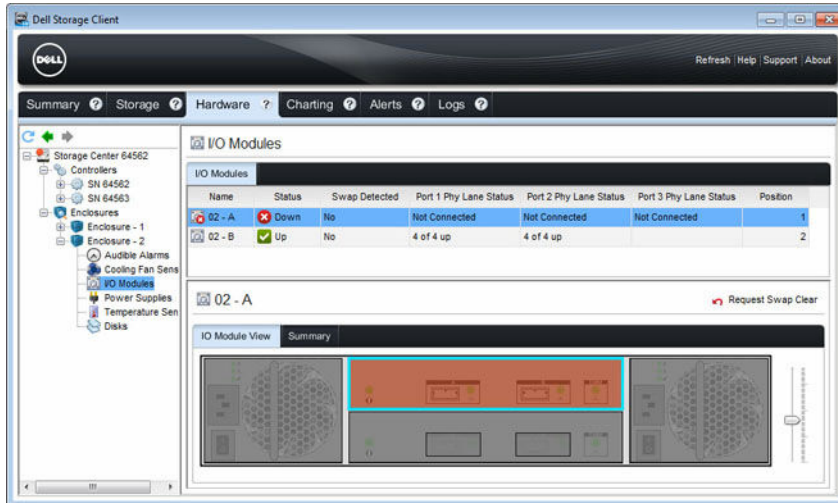 Dell Storage Client
DELL
Refresh | Help | Support | About
Summary ? Storage ? Hardware ? Charting ? Alerts ? Logs ?
Storage Center 64562
Controllers
SN 64562
SN 64563
Enclosures
Enclosure - 1
Enclosure - 2
Audible Alarms
Cooling Fan Sens
I/O Modules
Power Supplies
Temperature Sen
Disks
I/O Modules
I/O Modules
Name Status Swap Detected Port 1 Phy Lane Status Port 2 Phy Lane Status Port 3 Phy Lane Status Position
02 - A Down No Not Connected Not Connected Not Connected 1
02 - B Up No 4 of 4 up 4 of 4 up 2
02 - A
Request Swap Clear
IO Module View Summary